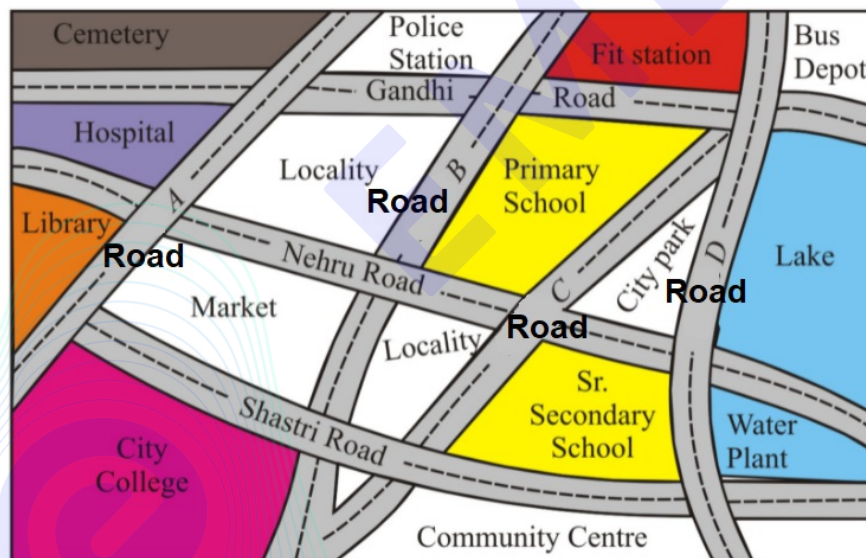 Cemetery
Police
Station
Fit station
Bus
Depot
Gandhi
Road
Hospital
Locality
Road
B
Primary
School
A
Library
Road
Nehru Road
Market
Locality
C
Road
City park
Road
D
Lake
Shastri Road
Sr.
Secondary
School
Water
Plant
City
College
Community Centre